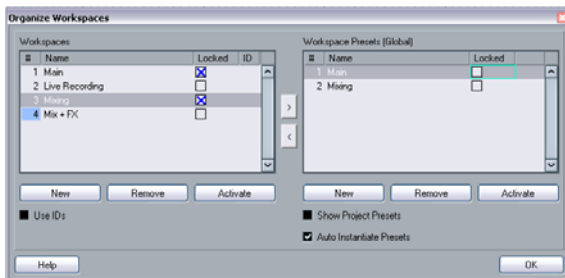 Organize Workspaces
Workspaces
# Name Locked ID
1 Main
2 Live Recording
3 Mixing
4 Mix + FX
New Remove Activate
Use IDs
>
<
Workspace Presets (Global)
# Name Locked
1 Main
2 Mixing
New Remove Activate
Show Project Presets
Auto Instantiate Presets
Help
OK